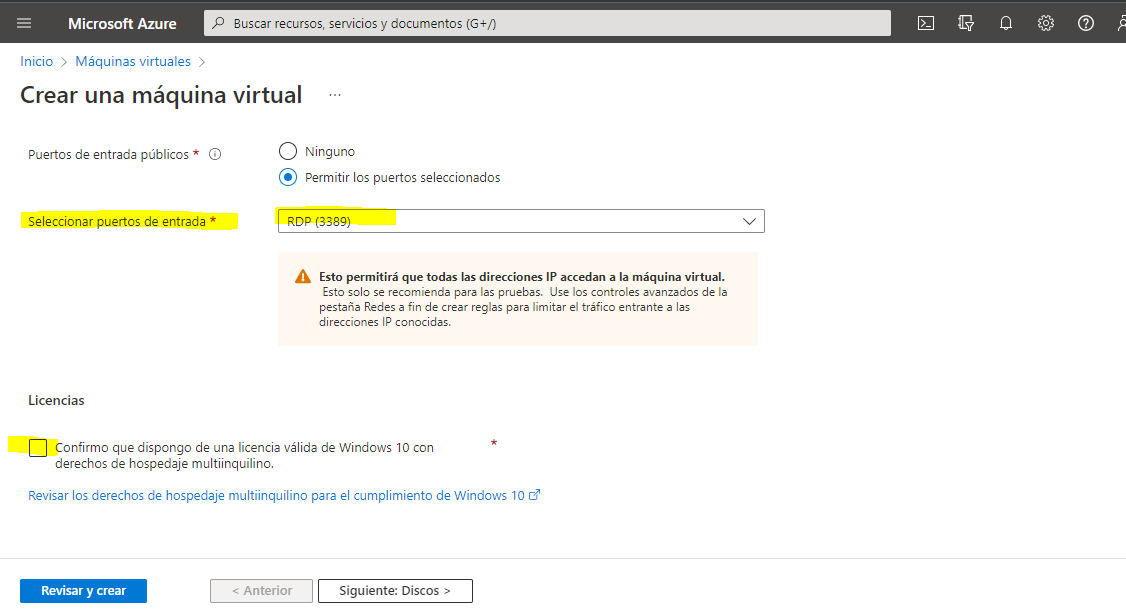 Microsoft Azure
Buscar recursos, servicios y documentos (G+/)
Inicio > Máquinas virtuales >
Crear una máquina virtual ...
Puertos de entrada públicos *
Ninguno
Permitir los puertos seleccionados
Seleccionar puertos de entrada *
RDP (3389)
Esto permitirá que todas las direcciones IP accedan a la máquina virtual.
Esto solo se recomienda para las pruebas. Use los controles avanzados de la
pestaña Redes a fin de crear reglas para limitar el tráfico entrante a las
direcciones IP conocidas.
Licencias
Confirmo que dispongo de una licencia válida de Windows 10 con *
derechos de hospedaje multiinquilino.
Revisar los derechos de hospedaje multiinquilino para el cumplimiento de Windows 10
Revisar y crear
< Anterior
Siguiente: Discos >